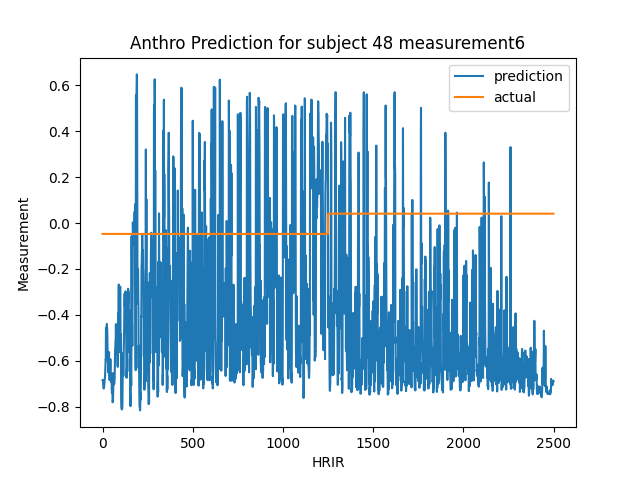 Anthro Prediction for subject 48 measurement6
prediction
actual
Measurement
0.6
0.4
0.2
0.0
−0.2
−0.4
−0.6
−0.8
0 500 1000 1500 2000 2500
HRIR